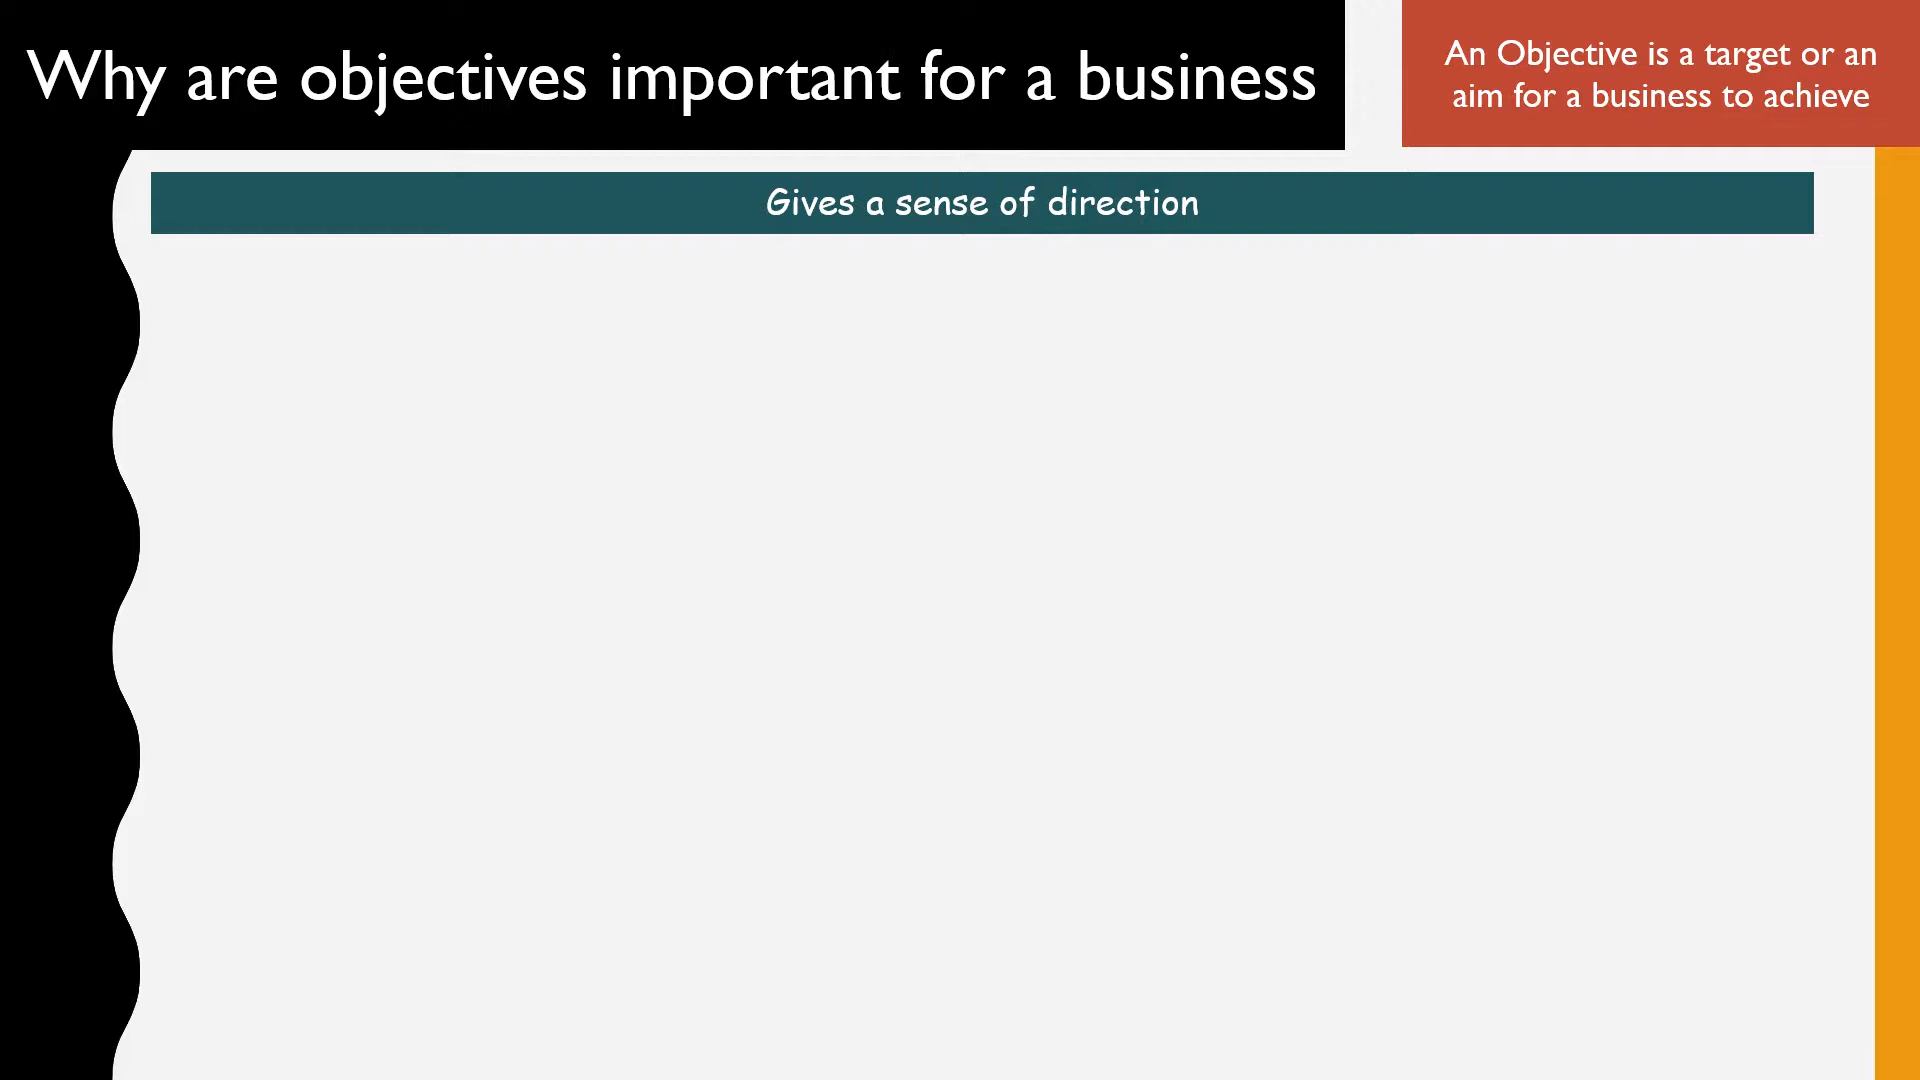 Why are objectives important for a business
An Objective is a target or an
aim for a business to achieve
Gives a sense of direction